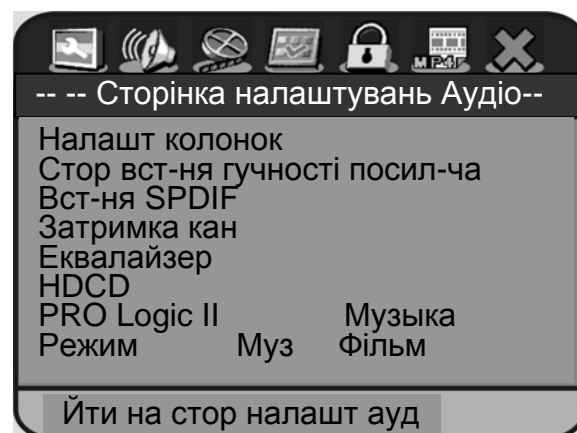 MP4
-- -- Сторінка налаштувань Аудіо--
Налашт колонок
Стор вст-ня гучності посил-ча
Вст-ня SPDIF
Затримка кан
Еквалайзер
HDCD
PRO Logic II Музыка
Режим Муз Фільм
Йти на стор налашт ауд